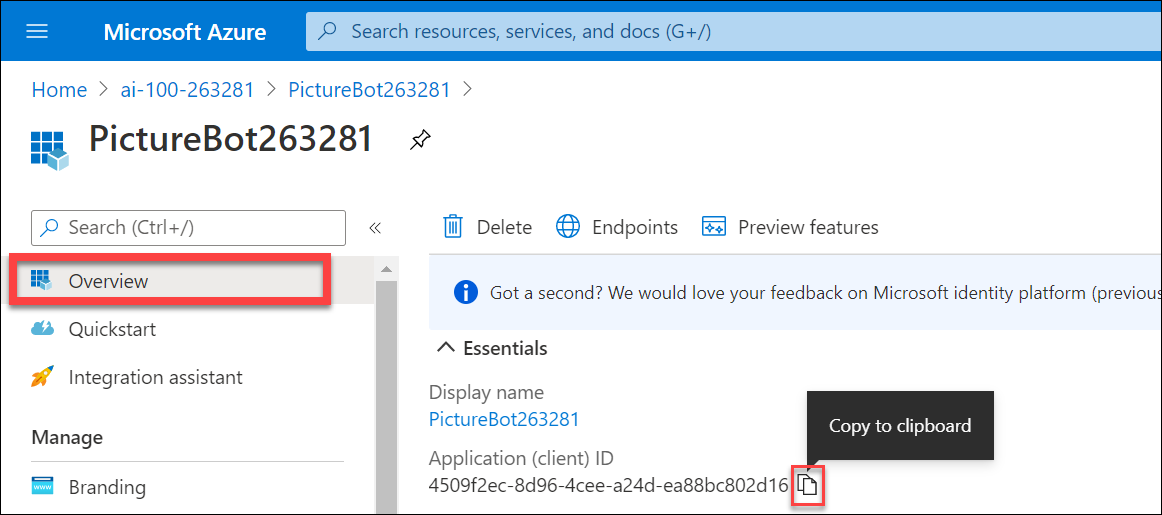 Microsoft Azure
Search resources, services, and docs (G+/)
Home > ai-100-263281 > PictureBot263281 >
PictureBot263281
Search (Ctrl+/)
«
Delete
Endpoints
Preview features
Overview
Got a second? We would love your feedback on Microsoft identity platform (previous
Quickstart
Essentials
Integration assistant
Display name
PictureBot263281
Copy to clipboard
Manage
Application (client) ID
Branding
4509f2ec-8d96-4cee-a24d-ea88bc802d16